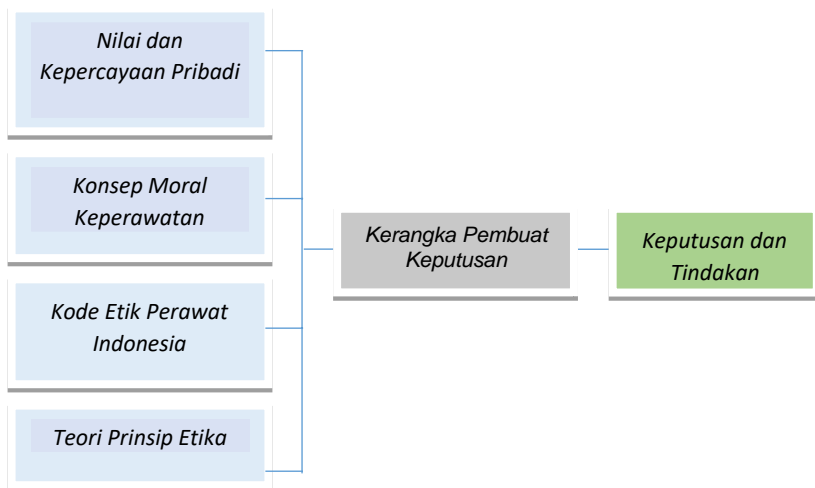 Nilai dan
Kepercayaan Pribadi
Konsep Moral
Keperawatan
Kode Etik Perawat
Indonesia
Teori Prinsip Etika
Kerangka Pembuat
Keputusan
Keputusan dan
Tindakan